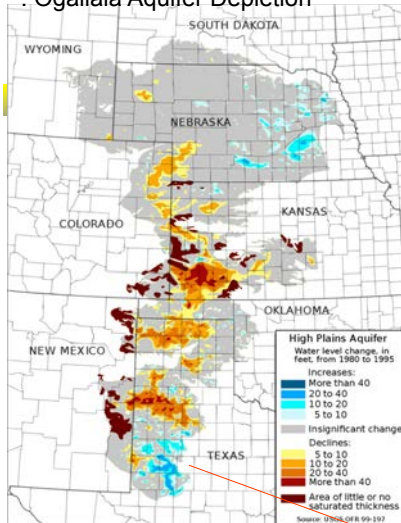 : Ogallala Aquifer Depletion
SOUTH DAKOTA
WYOMING
NEBRASKA
COLORADO
KANSAS
OKLAHOMA
NEW MEXICO
TEXAS
High Plains Aquifer
Water level change, in
feet, from 1980 to 1995
Increases:
More than 40
20 to 40
10 to 20
5 to 10
Insignificant change
Declines:
5 to 10
10 to 20
20 to 40
More than 40
Area of little or no
saturated thickness
Source: USGS OFR 99-197